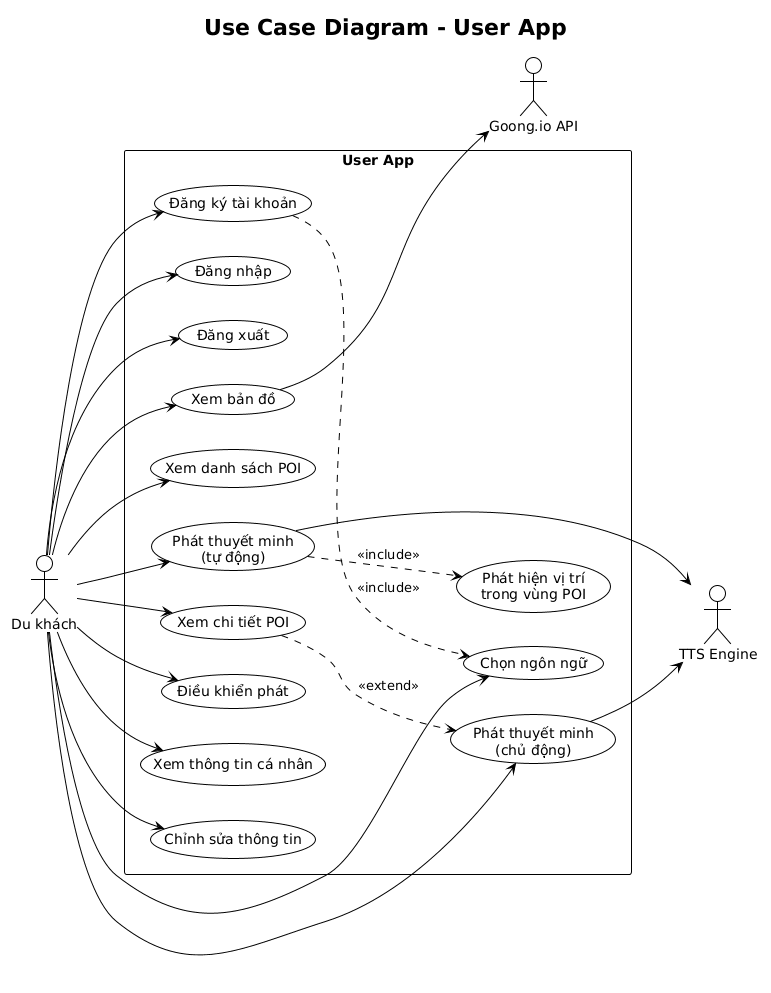 Use Case Diagram - User App
Goong.io API
User App
Đăng ký tài khoản
Đăng nhập
Đăng xuất
Xem bản đồ
Xem danh sách POI
Phát thuyết minh
(tự động)
«include»
Phát hiện vị trí
trong vùng POI
«include»
Du khách
Xem chi tiết POI
TTS Engine
Chọn ngôn ngữ
Điều khiển phát
«extend»
Phát thuyết minh
(chủ động)
Xem thông tin cá nhân
Chỉnh sửa thông tin